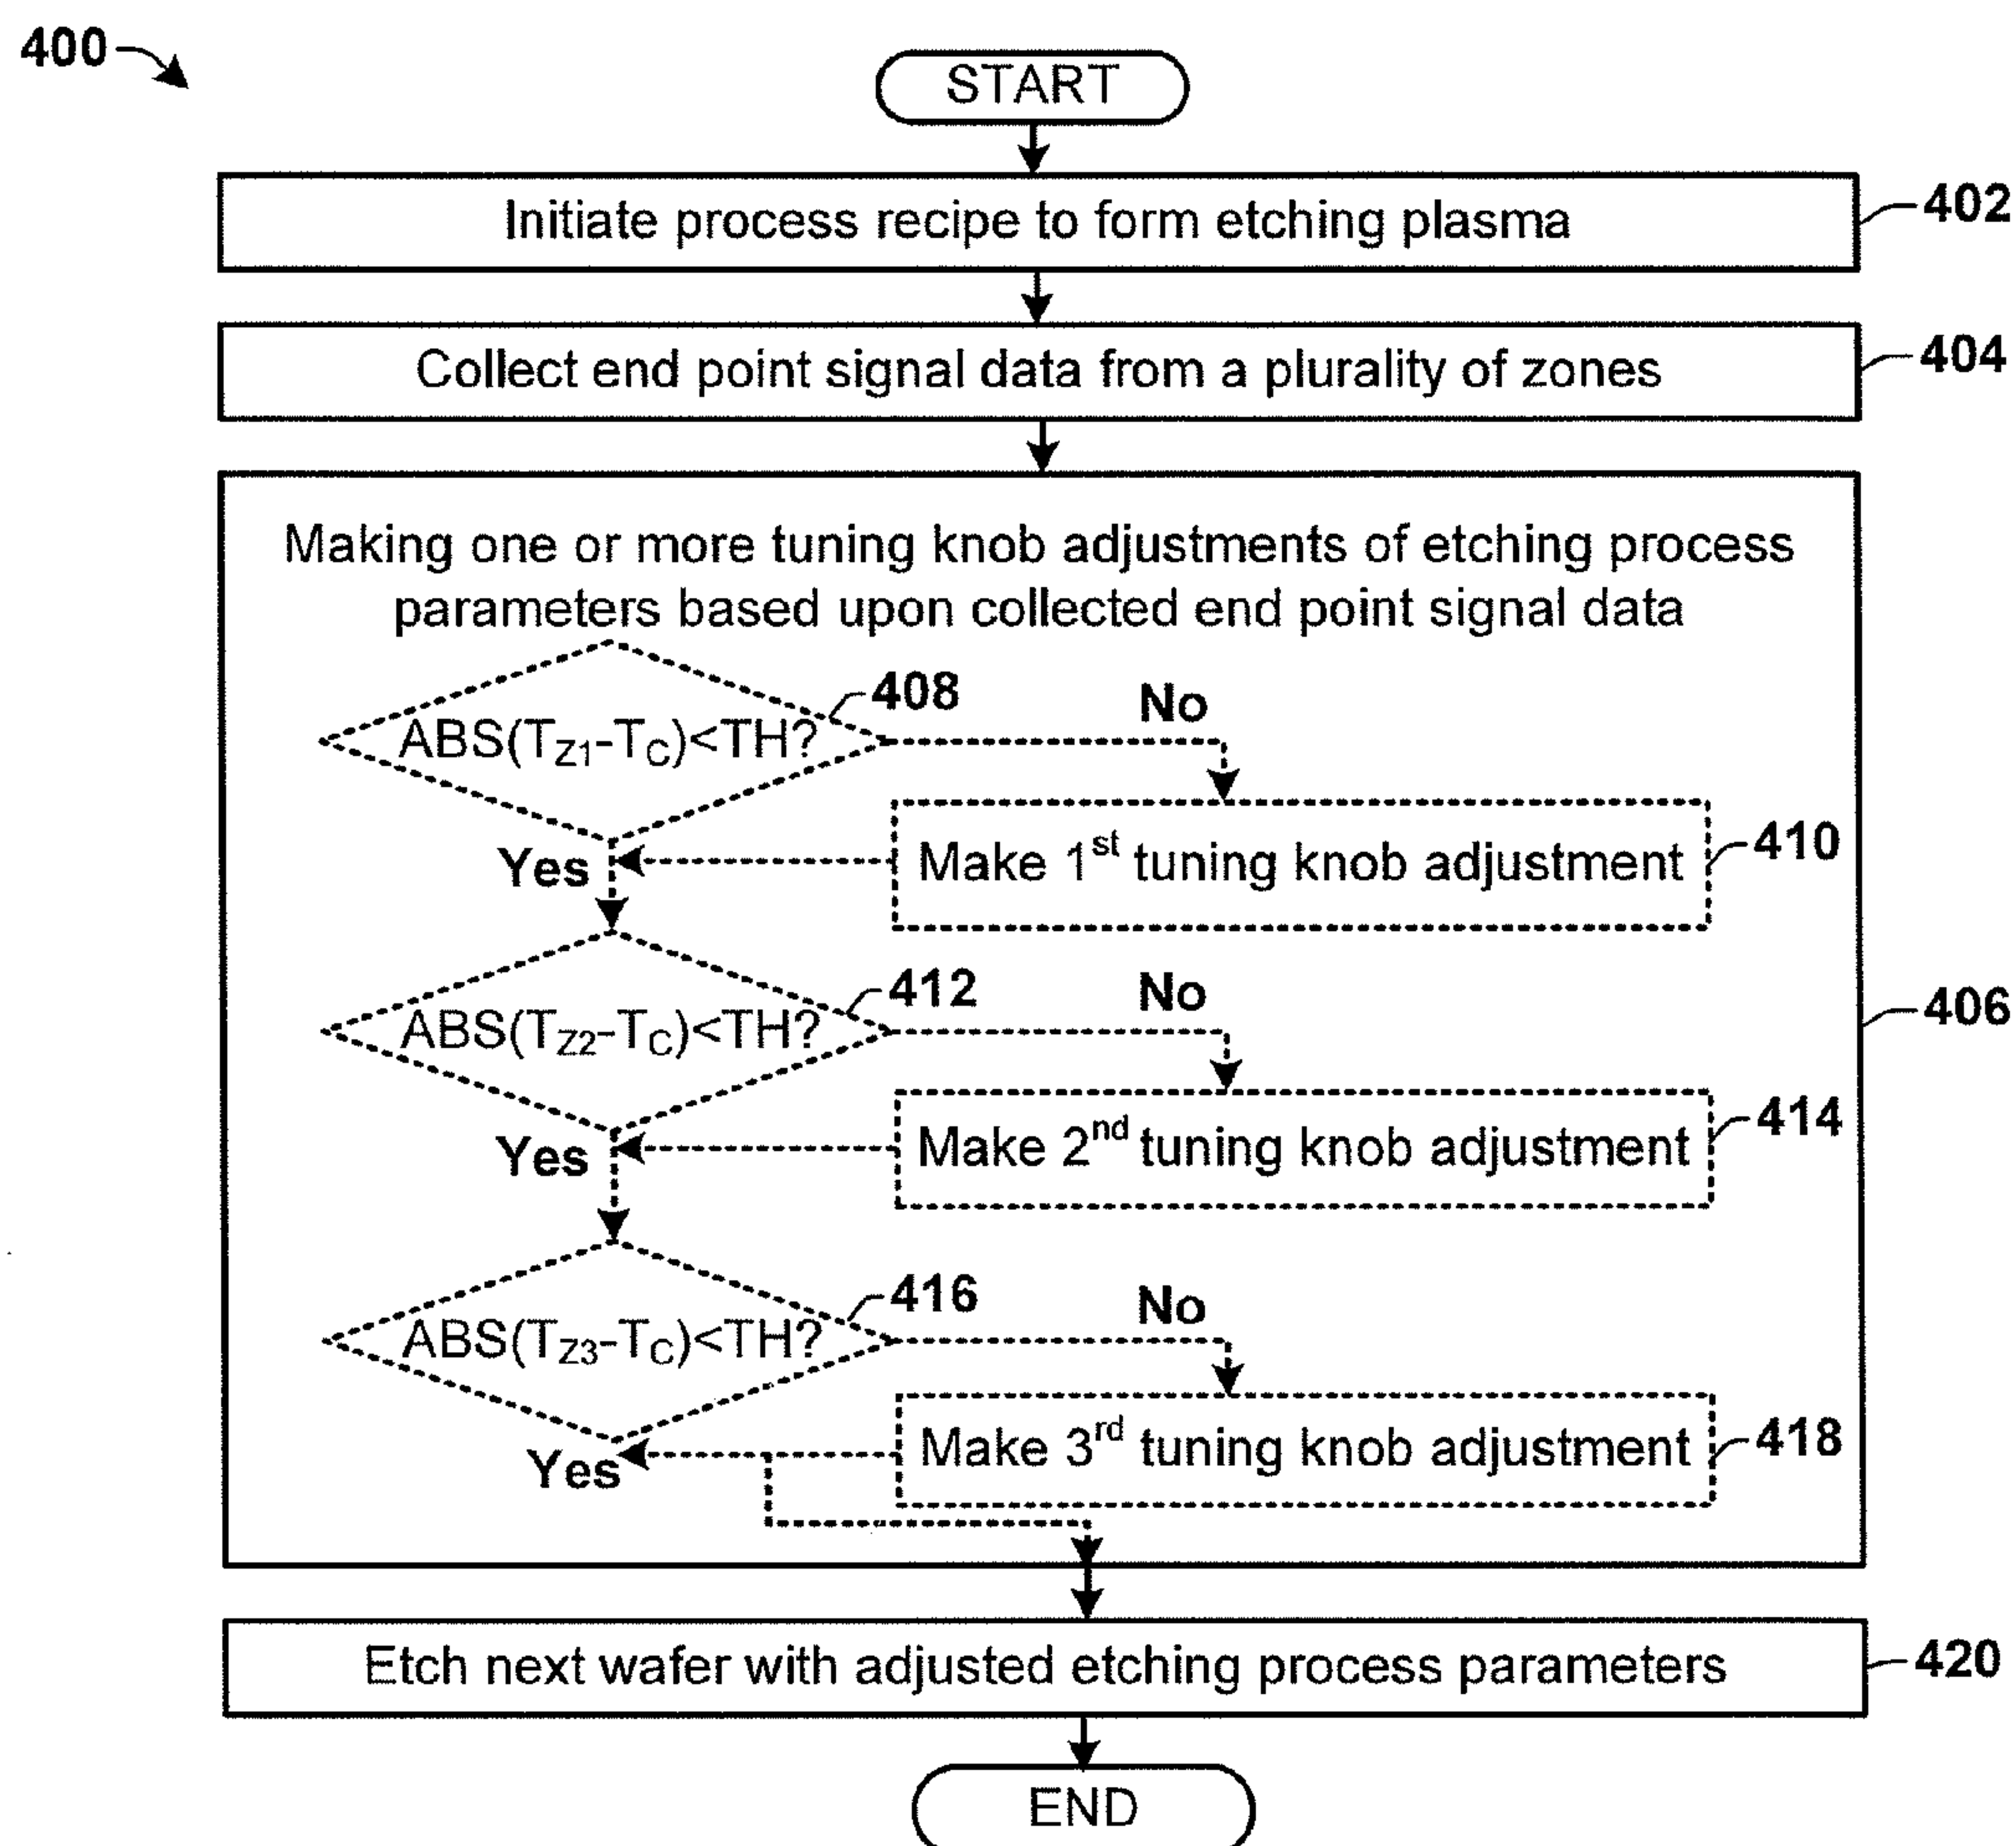 400
START
Initiate process recipe to form etching plasma
402
Collect end point signal data from a plurality of zones
404
Making one or more tuning knob adjustments of etching process
parameters based upon collected end point signal data
408
No
ABS(TZ1-TC)<TH?
Make 1st tuning knob adjustment
410
Yes
412
No
406
ABS(TZ2-TC)<TH?
Make 2nd tuning knob adjustment
414
Yes
416
No
ABS(TZ3-TC)<TH?
Make 3rd tuning knob adjustment
418
Yes
Etch next wafer with adjusted etching process parameters
420
END